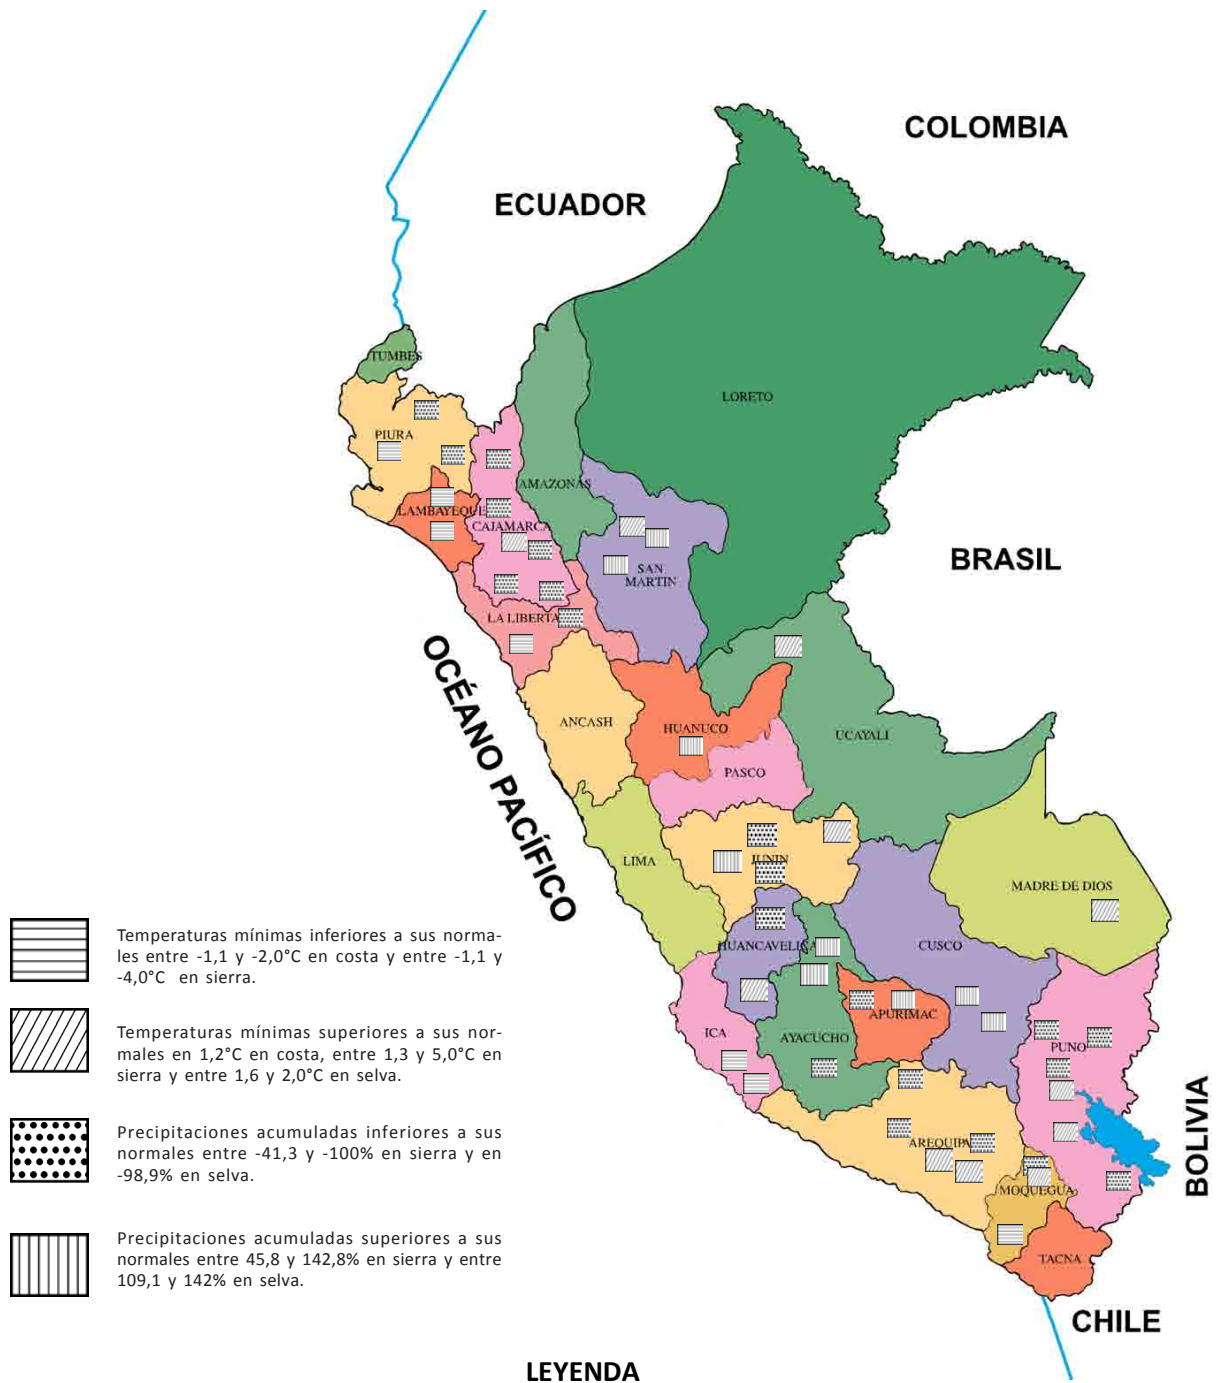 COLOMBIA
ECUADOR
TUMBES
LORETO
PIURA
AMAZONAS
LAMBAYEQUE
CAJAMARCA
BRASIL
SAN
MARTIN
LA LIBERTA
OCÉANO PACÍFICO
ANCASH
HUANUCO
UCAYALI
PASCO
LIMA
JUNIN
MADRE DE DIOS
HUANCAVELICA
CUSCO
ICA
AYACUCHO
APURIMAC
PUNO
BOLIVIA
AREQUIPA
MOQUEGUA
TACNA
CHILE
Temperaturas mínimas inferiores a sus norma-
les entre -1,1 y -2,0°C en costa y entre -1,1 y
-4,0°C en sierra.
Temperaturas mínimas superiores a sus nor-
males en 1,2°C en costa, entre 1,3 y 5,0°C en
sierra y entre 1,6 y 2,0°C en selva.
Precipitaciones acumuladas inferiores a sus
normales entre -41,3 y -100% en sierra y en
-98,9% en selva.
Precipitaciones acumuladas superiores a sus
normales entre 45,8 y 142,8% en sierra y entre
109,1 y 142% en selva.
LEYENDA